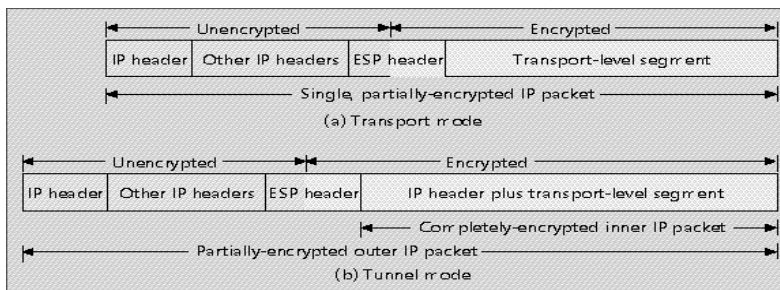 Unencrypted Encrypted
IP header Other IP headers ESP header Transport-level segment
Single, partially-encrypted IP packet
(a) Transport mode
Unencrypted Encrypted
IP header Other IP headers ESP header IP header plus transport-level segment
Completely-encrypted inner IP packet
Partially-encrypted outer IP packet
(b) Tunnel mode